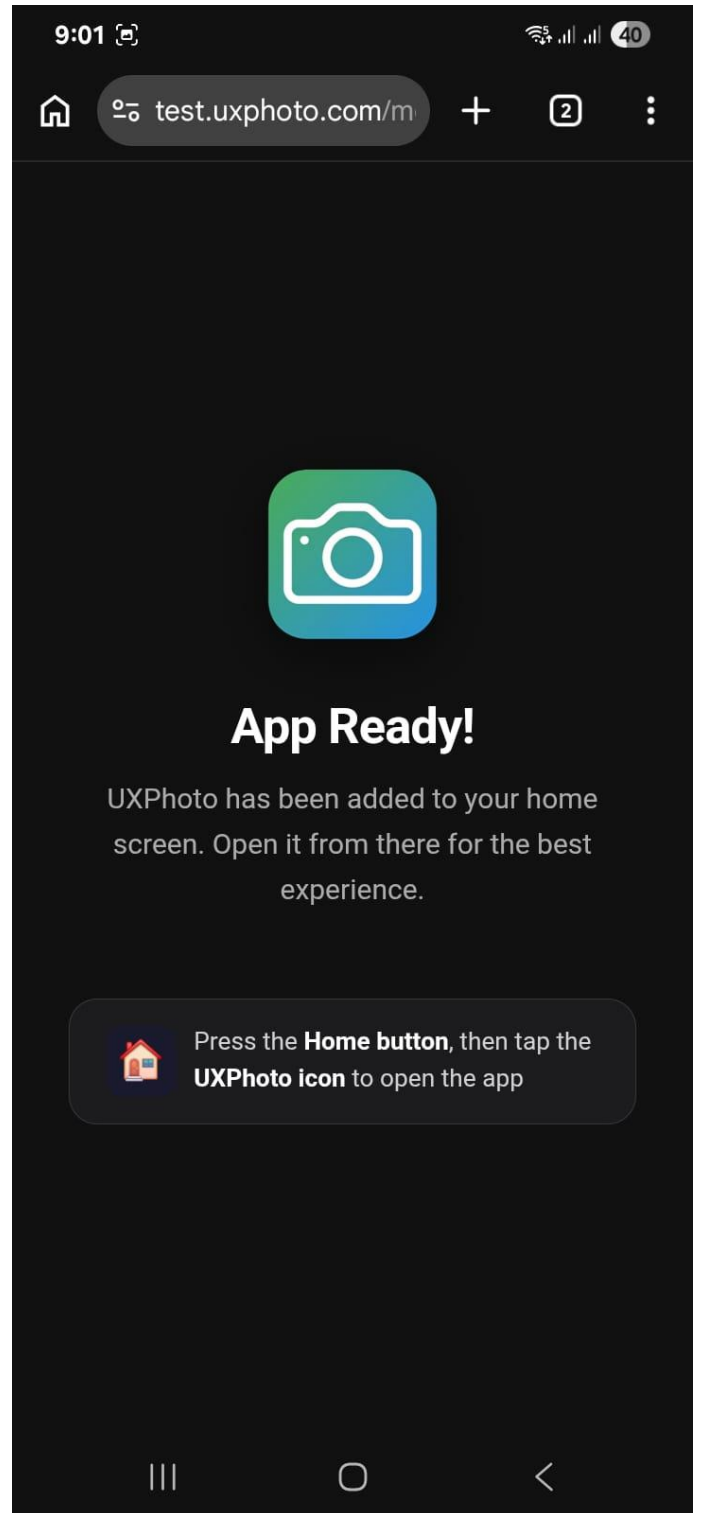 9:01
40
test.uxphoto.com/m
2
App Ready!
UXPhoto has been added to your home
screen. Open it from there for the best
experience.
Press the Home button, then tap the
UXPhoto icon to open the app